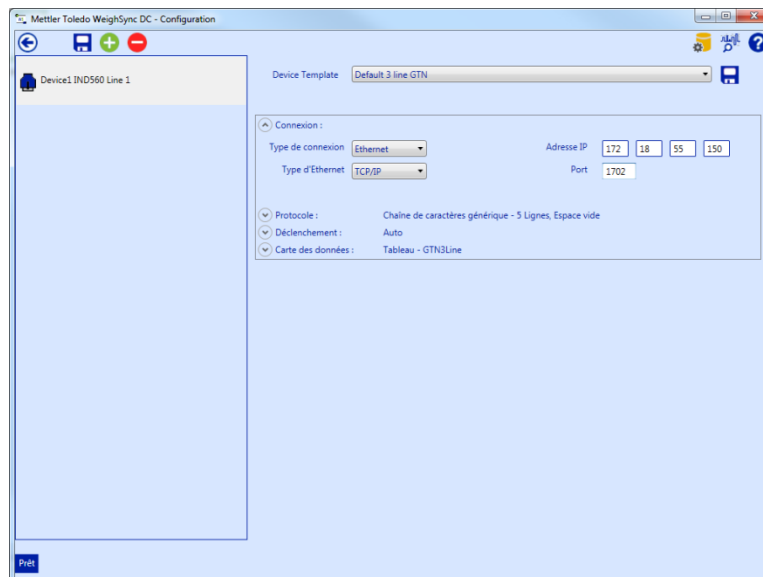 Mettler Toledo WeighSync DC - Configuration
Device1 IND560 Line 1
Device Template Default 3 line GTN
Connexion :
Type de connexion Ethernet Adresse IP 172 18 55 150
Type d'Ethernet TCP/IP Port 1702
Protocole : Chaîne de caractères générique - 5 Lignes, Espace vide
Déclenchement : Auto
Carte des données : Tableau - GTN3Line
Prêt